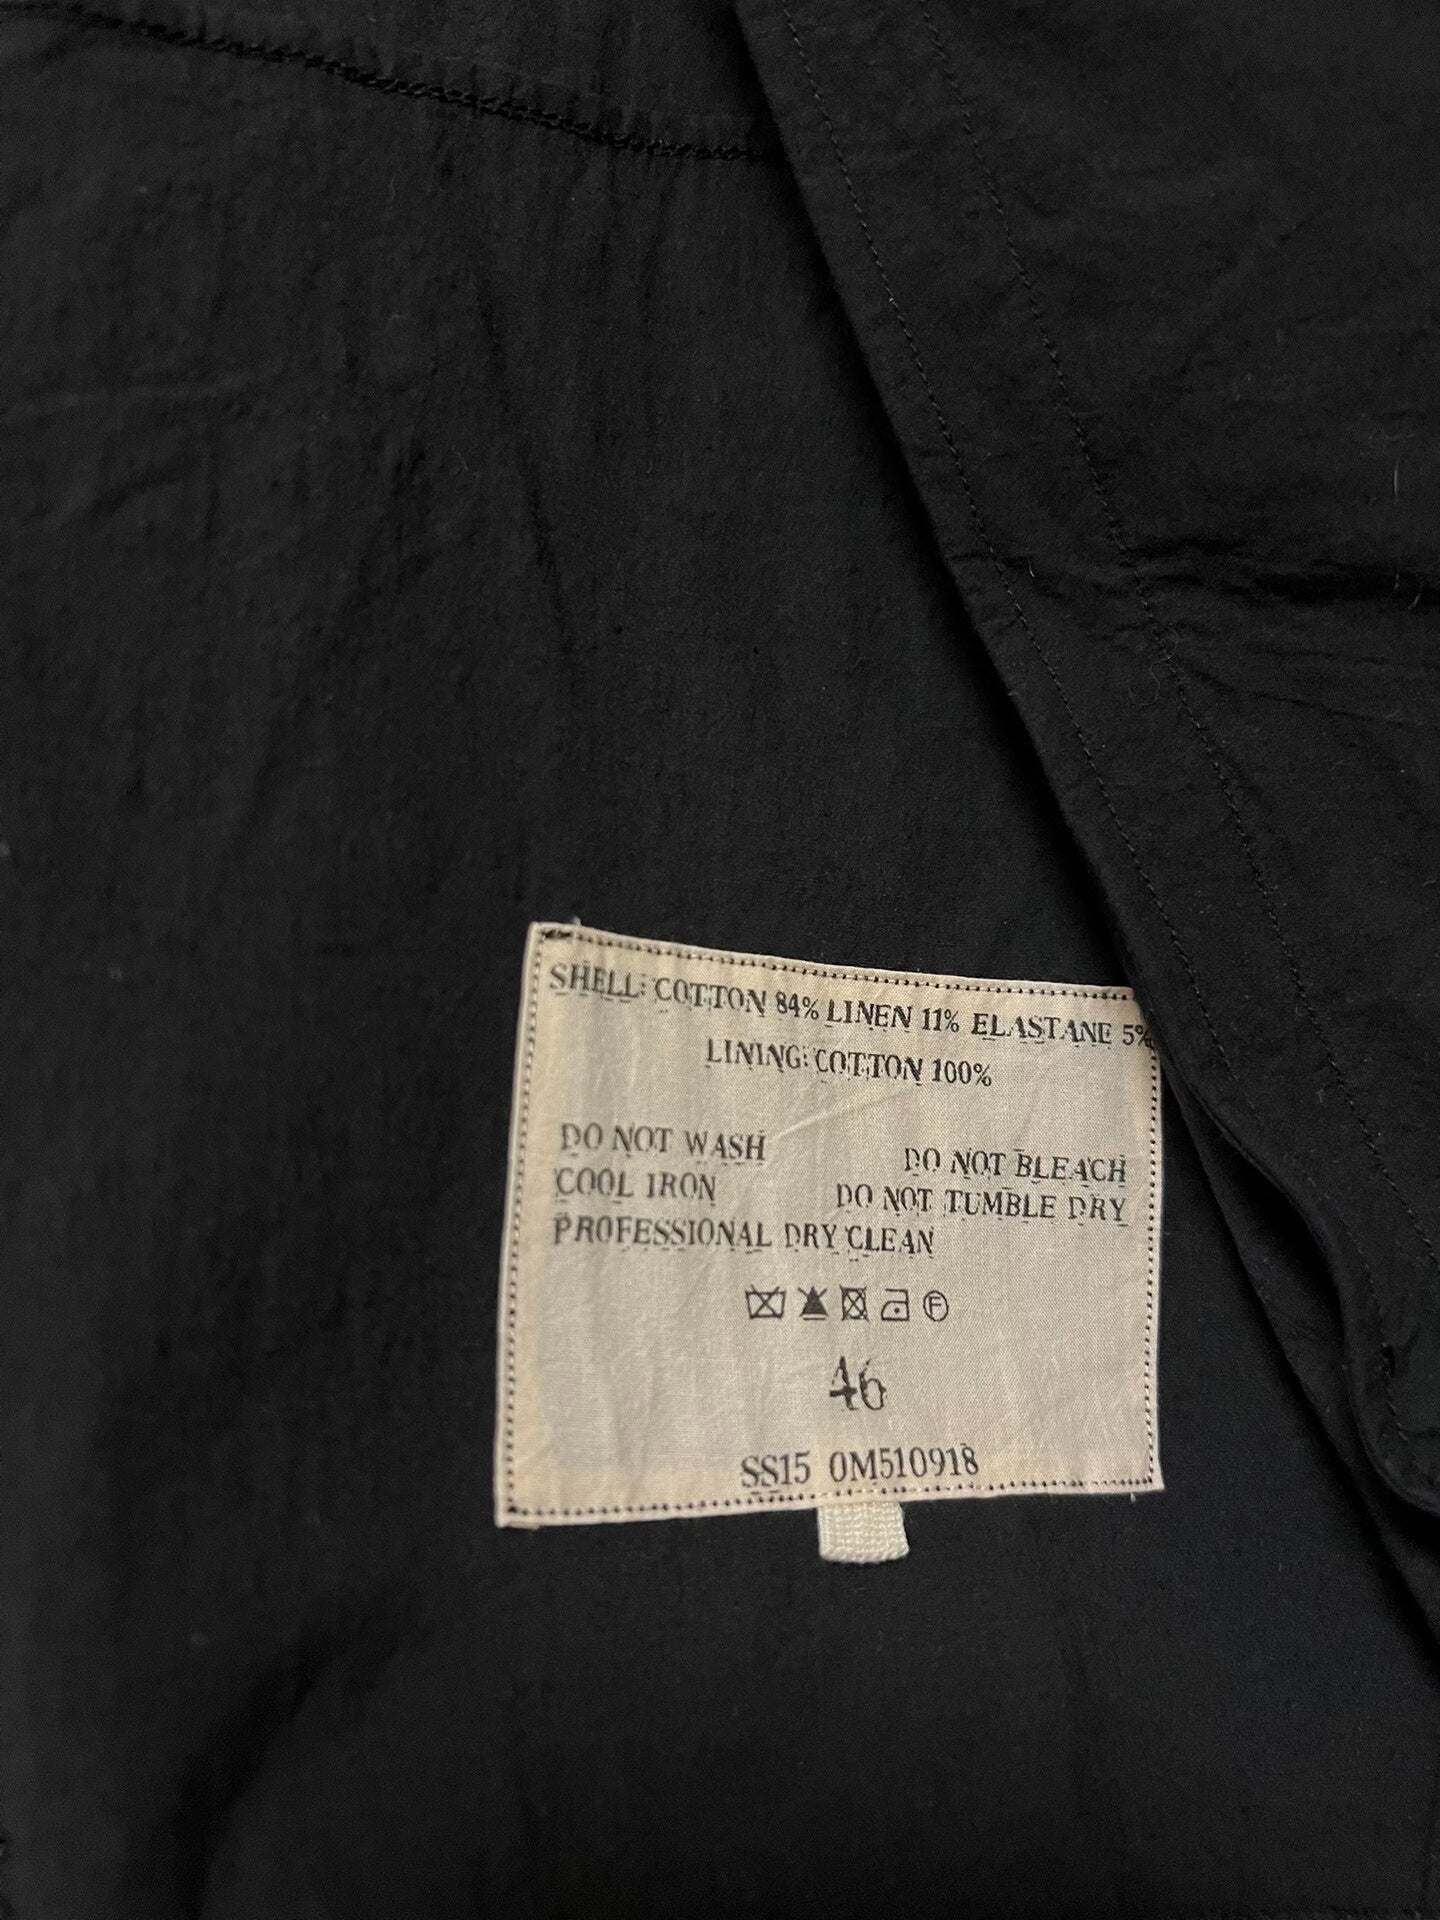 SHELL: COTTON 84% LINEN 11% ELASTANE 5%
LINING: COTTON 100%
DO NOT WASH DO NOT BLEACH
COOL IRON DO NOT TUMBLE DRY
PROFESSIONAL DRY CLEAN
F
46
SS15 0M510918